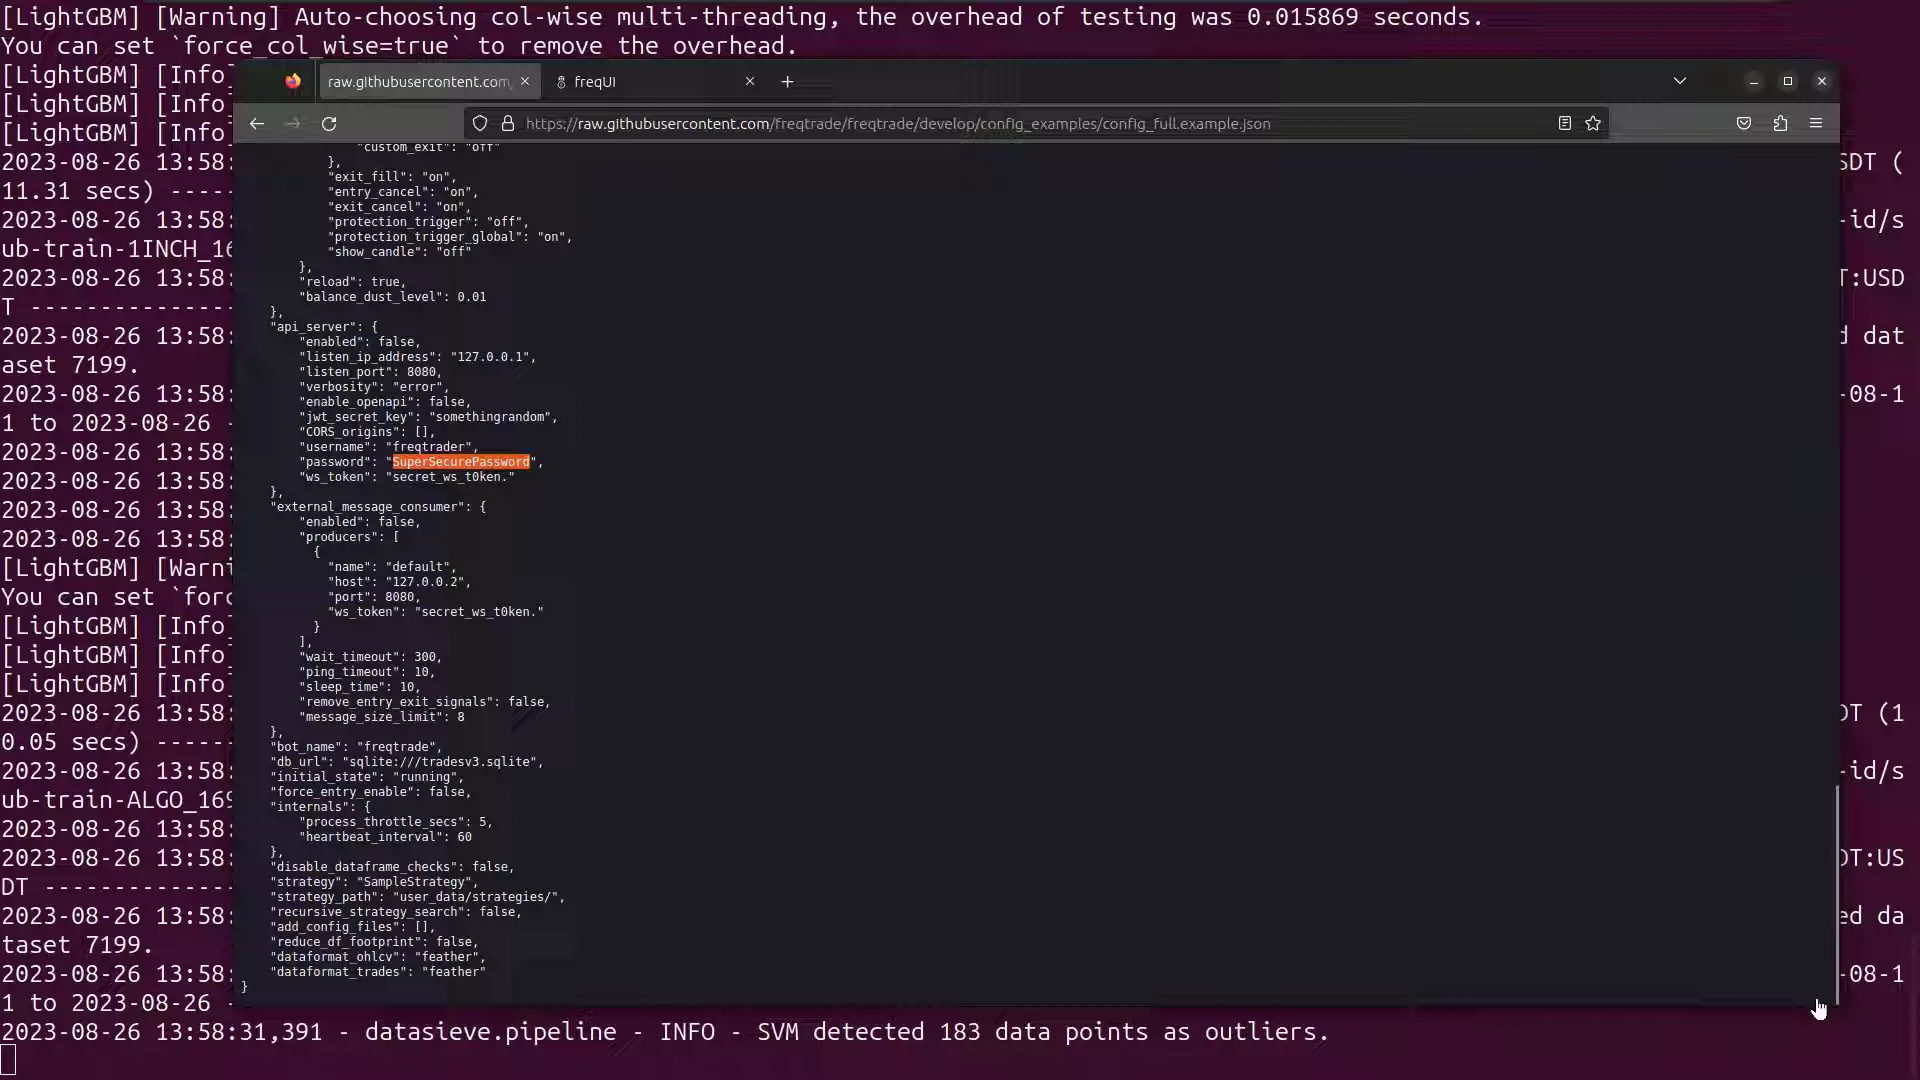 [LightGBM] [Warning] Auto-choosing col-wise multi-threading, the overhead of testing was 0.015869 seconds.
You can set `force_col_wise=true` to remove the overhead.
[LightGBM] [Info]
[LightGBM] [Info]
[LightGBM] [Info]
2023-08-26 13:58: SDT (
11.31 secs) ----
2023-08-26 13:58: -id/s
ub-train-1INCH_16
2023-08-26 13:58: T:USD
T -------------
2023-08-26 13:58: d dat
aset 7199.
2023-08-26 13:58: -08-1
1 to 2023-08-26 -
2023-08-26 13:58:
2023-08-26 13:58:
2023-08-26 13:58:
2023-08-26 13:58:
[LightGBM] [Warni
You can set `forc
[LightGBM] [Info]
[LightGBM] [Info]
[LightGBM] [Info]
2023-08-26 13:58: DT (1
0.05 secs) -----
2023-08-26 13:58: -id/s
ub-train-ALGO_169
2023-08-26 13:58:
2023-08-26 13:58: DT:US
DT -------------
2023-08-26 13:58: ed da
taset 7199.
2023-08-26 13:58: -08-1
1 to 2023-08-26 -
2023-08-26 13:58:31,391 - datasieve.pipeline - INFO - SVM detected 183 data points as outliers.
raw.githubusercontent.com/
freqUI
https://raw.githubusercontent.com/freqtrade/freqtrade/develop/config_examples/config_full.example.json
"custom_exit": "off"
},
"exit_fill": "on",
"entry_cancel": "on",
"exit_cancel": "on",
"protection_trigger": "off",
"protection_trigger_global": "on",
"show_candle": "off"
},
"reload": true,
"balance_dust_level": 0.01
},
"api_server": {
"enabled": false,
"listen_ip_address": "127.0.0.1",
"listen_port": 8080,
"verbosity": "error",
"enable_openapi": false,
"jwt_secret_key": "somethingrandom",
"CORS_origins": [],
"username": "freqtrader",
"password": "SuperSecurePassword",
"ws_token": "secret_ws_t0ken."
},
"external_message_consumer": {
"enabled": false,
"producers": [
{
"name": "default",
"host": "127.0.0.2",
"port": 8080,
"ws_token": "secret_ws_t0ken."
}
],
"wait_timeout": 300,
"ping_timeout": 10,
"sleep_time": 10,
"remove_entry_exit_signals": false,
"message_size_limit": 8
},
"bot_name": "freqtrade",
"db_url": "sqlite:///tradesv3.sqlite",
"initial_state": "running",
"force_entry_enable": false,
"internals": {
"process_throttle_secs": 5,
"heartbeat_interval": 60
},
"disable_dataframe_checks": false,
"strategy": "SampleStrategy",
"strategy_path": "user_data/strategies/",
"recursive_strategy_search": false,
"add_config_files": [],
"reduce_df_footprint": false,
"dataformat_ohlcv": "feather",
"dataformat_trades": "feather"
}